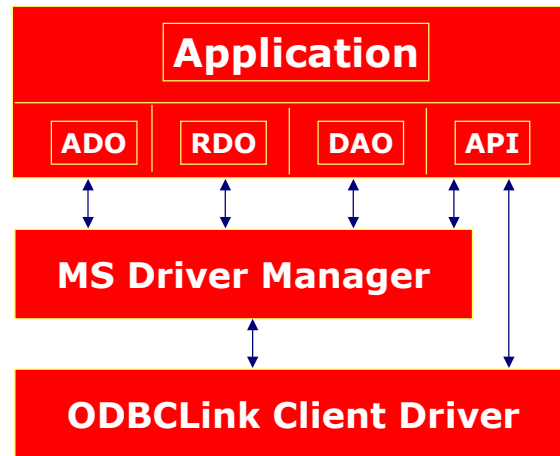 Application
ADO RDO DAO API
MS Driver Manager
ODBCLink Client Driver